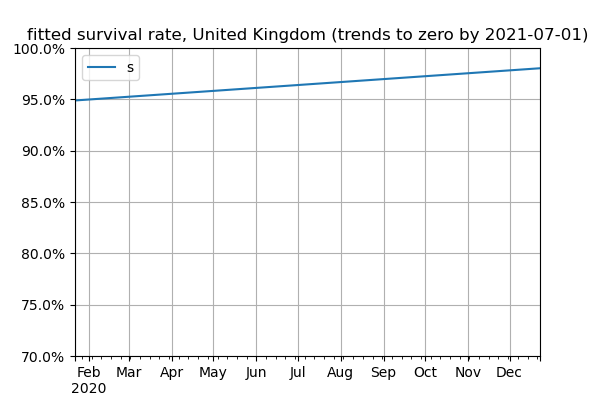 fitted survival rate, United Kingdom (trends to zero by 2021-07-01)
100.0%
s
95.0%
90.0%
85.0%
80.0%
75.0%
70.0%
Feb Mar Apr May Jun Jul Aug Sep Oct Nov Dec
2020